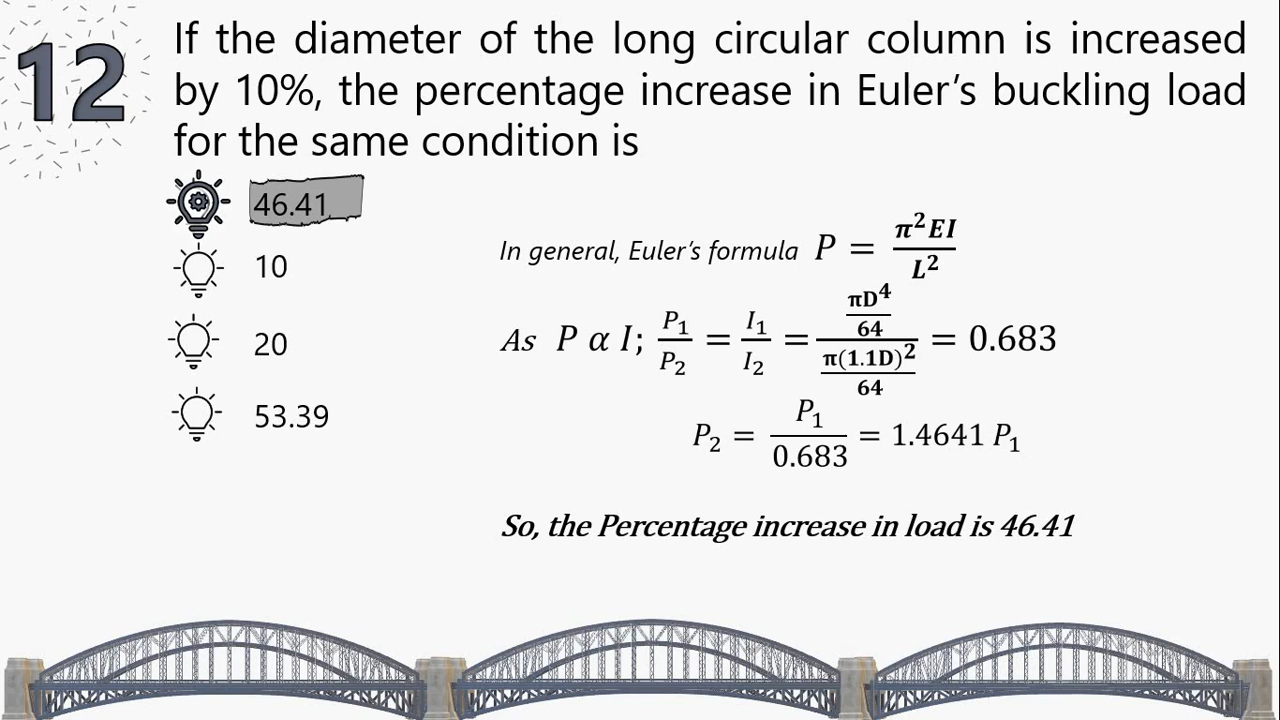 12
If the diameter of the long circular column is increased
by 10%, the percentage increase in Euler's buckling load
for the same condition is
46.41
10
20
53.39
In general, Euler's formula P = π²EI / L²
As P α I; P₁/P₂ = I₁/I₂ = (πD⁴/64) / (π(1.1D)²/64) = 0.683
P₂ = P₁/0.683 = 1.4641 P₁
So, the Percentage increase in load is 46.41